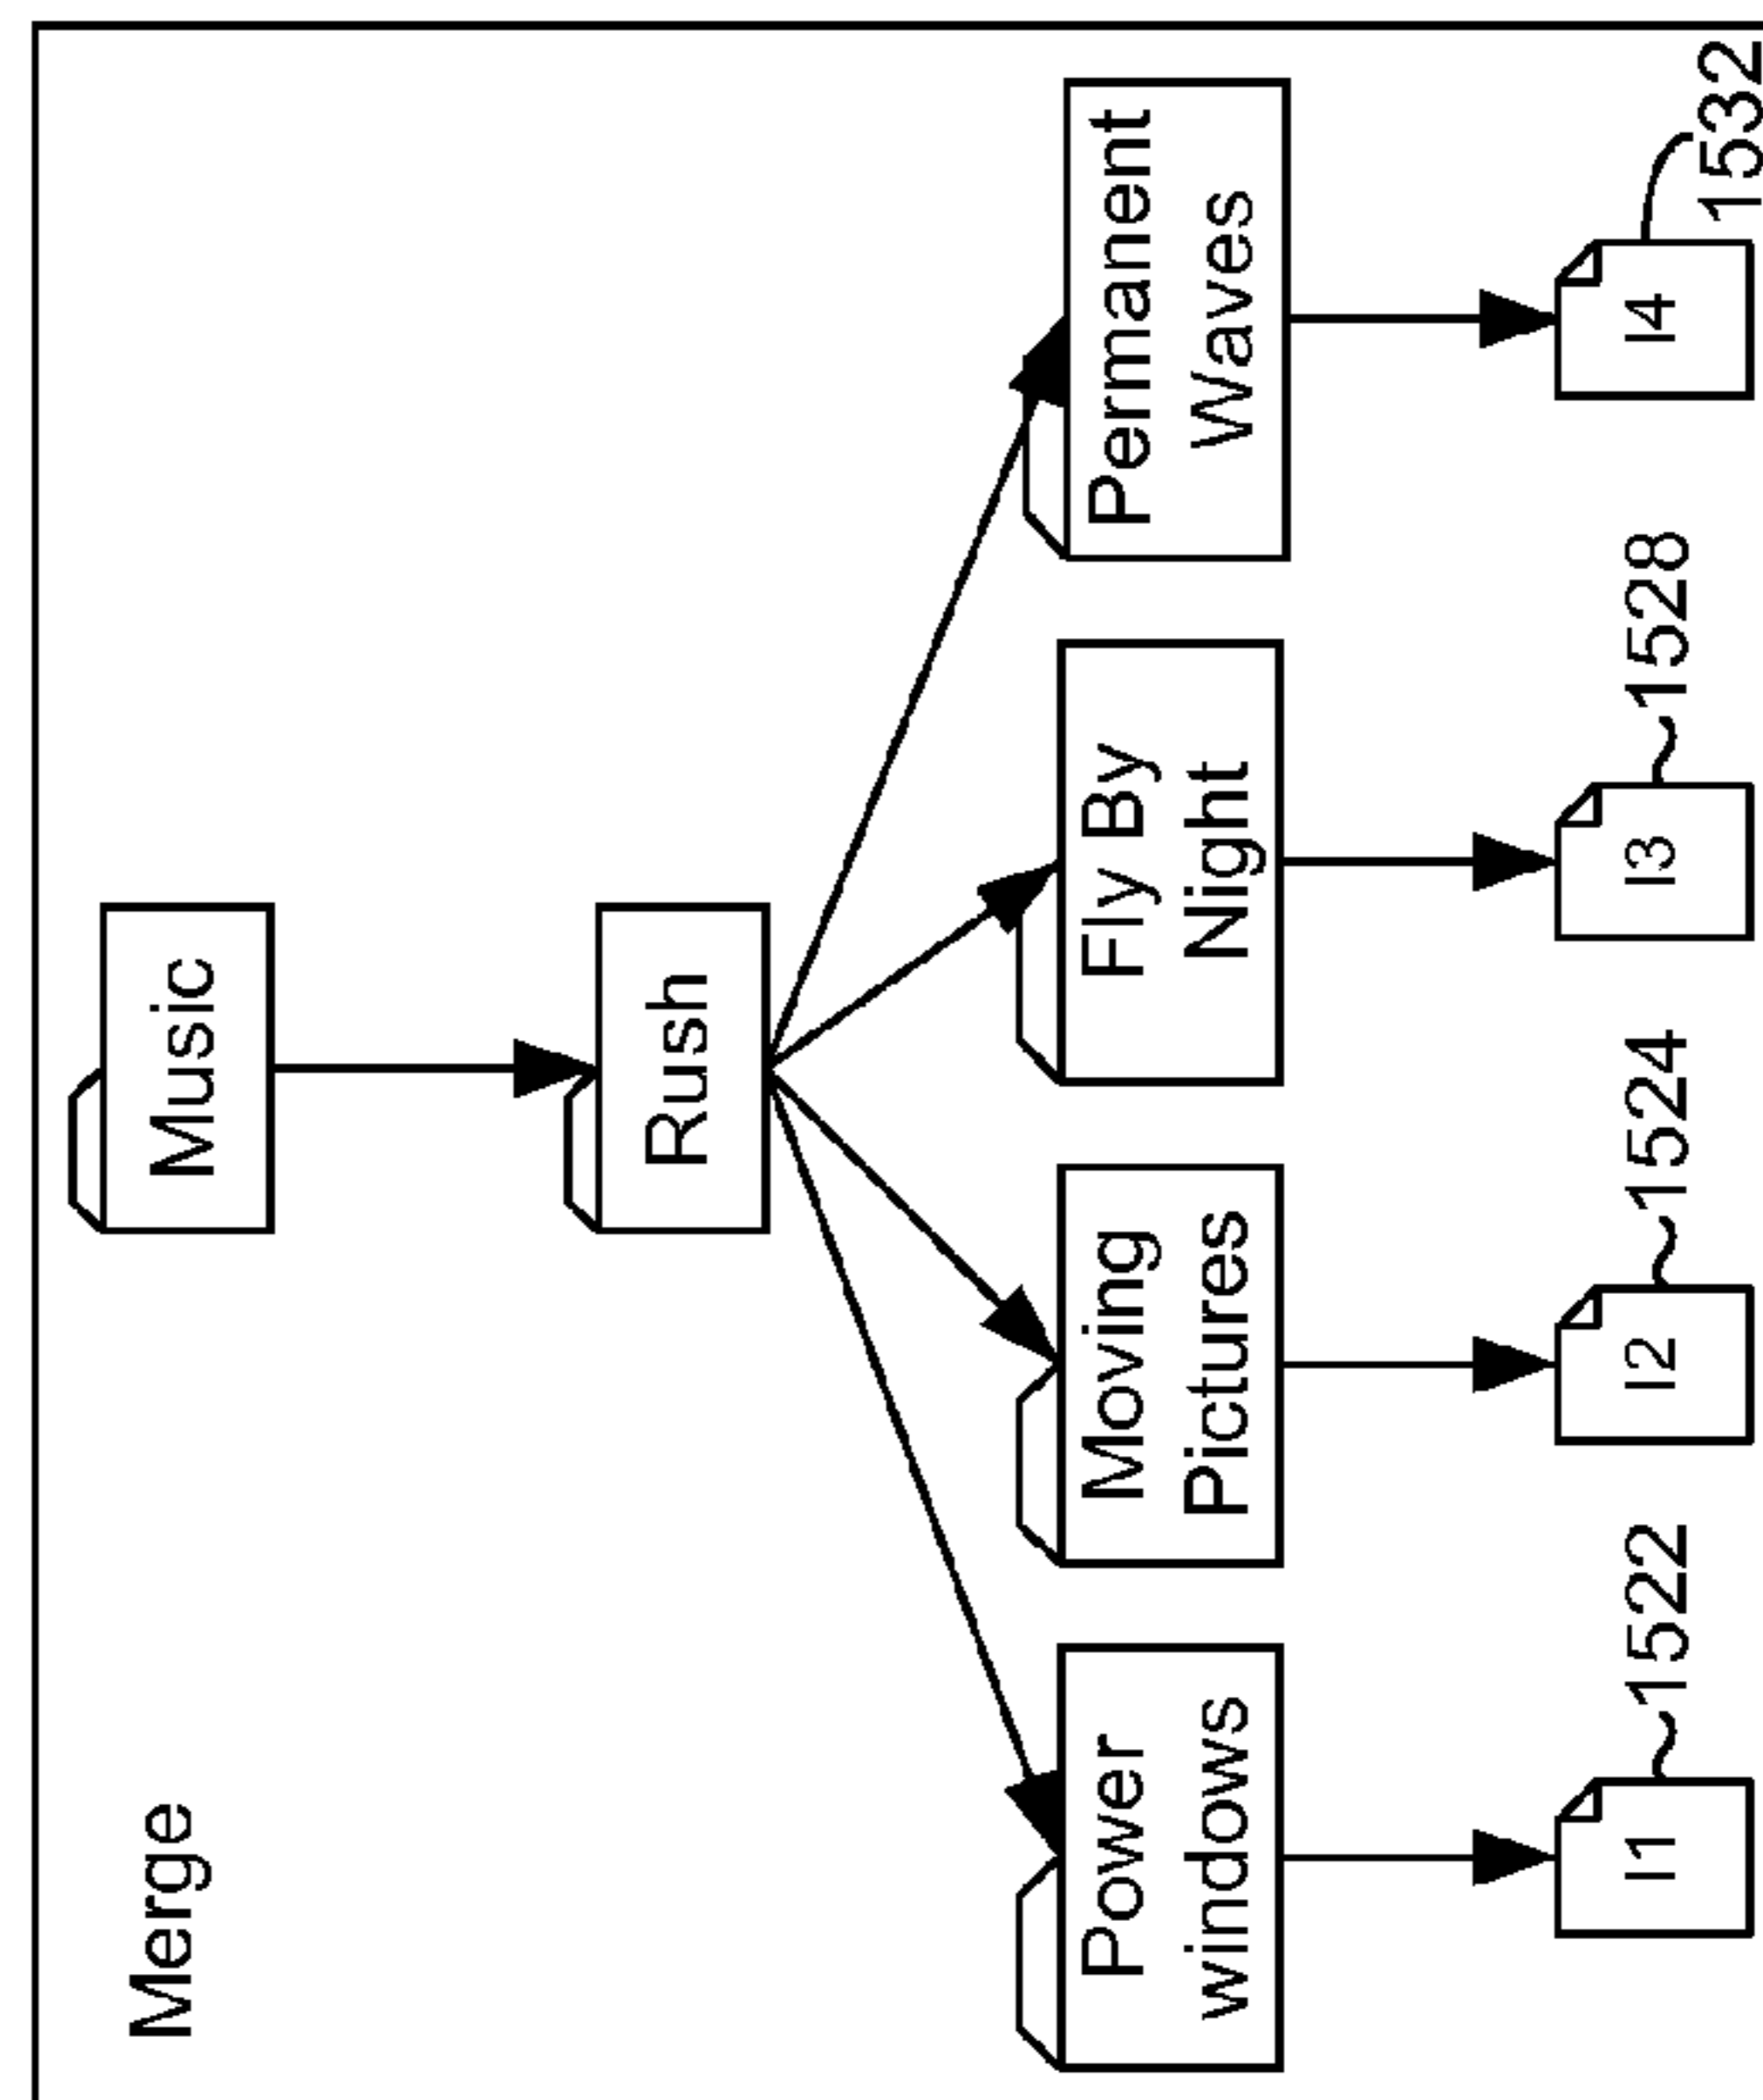 Merge
Music
Rush
Power
windows
Moving
Pictures
Fly By
Night
Permanent
Waves
I1
1522
I2
1524
I3
1528
I4
1532